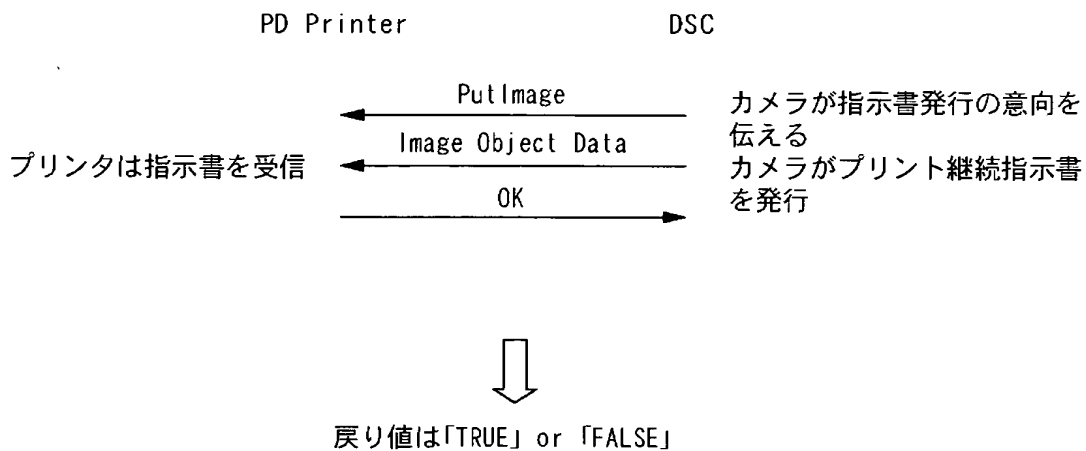 PD Printer DSC
PutImage
カメラが指示書発行の意向を
伝える
Image Object Data
プリンタは指示書を受信
カメラがプリント継続指示書
を発行
OK
戻り値は「TRUE」 or 「FALSE」